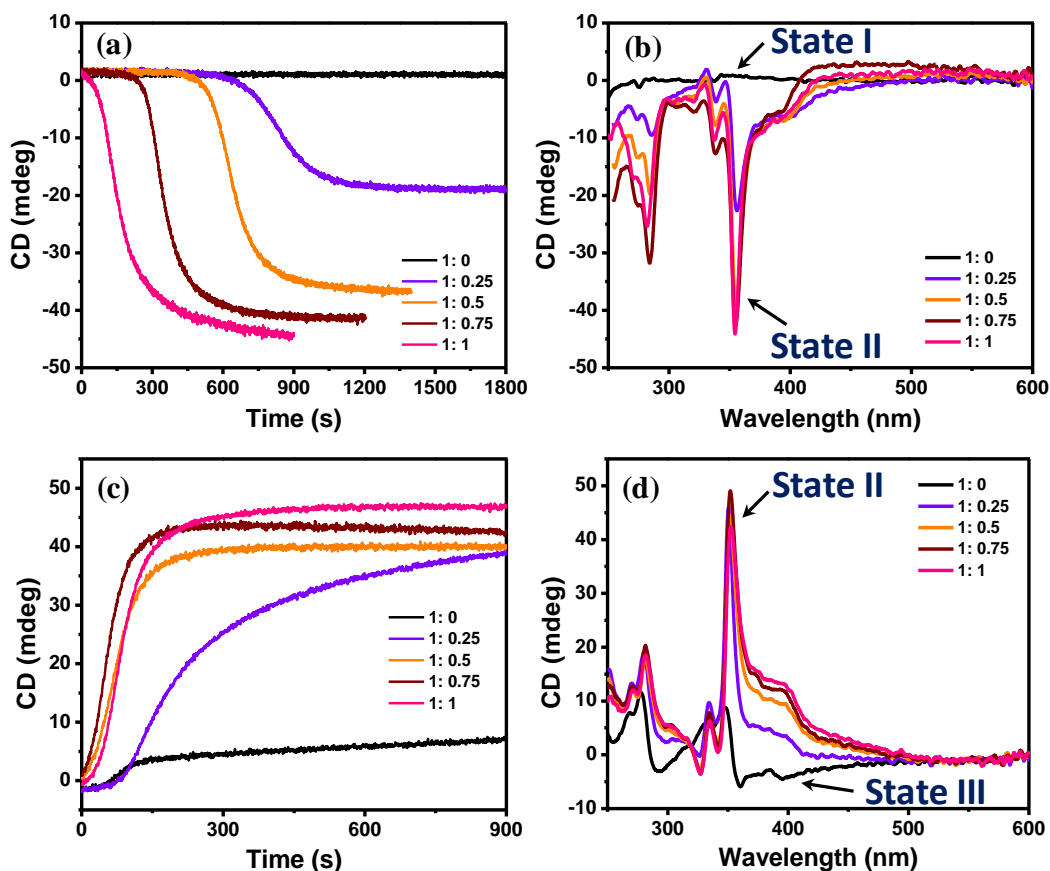 (a)
10
0
-10
-20
-30
-40
-50
CD (mdeg)
1: 0
1: 0.25
1: 0.5
1: 0.75
1: 1
0 300 600 900 1200 1500 1800
Time (s)
(b)
State I
10
0
-10
-20
-30
-40
-50
CD (mdeg)
State II
1: 0
1: 0.25
1: 0.5
1: 0.75
1: 1
300 400 500 600
Wavelength (nm)
(c)
50
40
30
20
10
0
CD (mdeg)
1: 0
1: 0.25
1: 0.5
1: 0.75
1: 1
0 300 600 900
Time (s)
(d)
State II
50
40
30
20
10
0
-10
CD (mdeg)
1: 0
1: 0.25
1: 0.5
1: 0.75
1: 1
State III
300 400 500 600
Wavelength (nm)